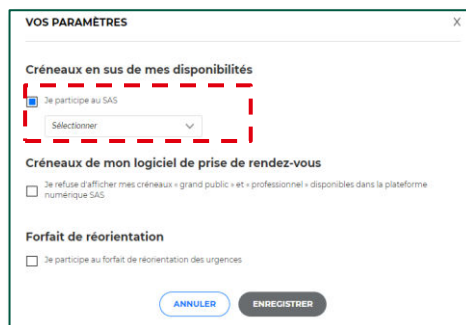 VOS PARAMÈTRES
X
Créneaux en sus de mes disponibilités
Je participe au SAS
Sélectionner
Créneaux de mon logiciel de prise de rendez-vous
Je refuse d'afficher mes créneaux « grand public » et « professionnel » disponibles dans la plateforme
numérique SAS
Forfait de réorientation
Je participe au forfait de réorientation des urgences
ANNULER
ENREGISTRER